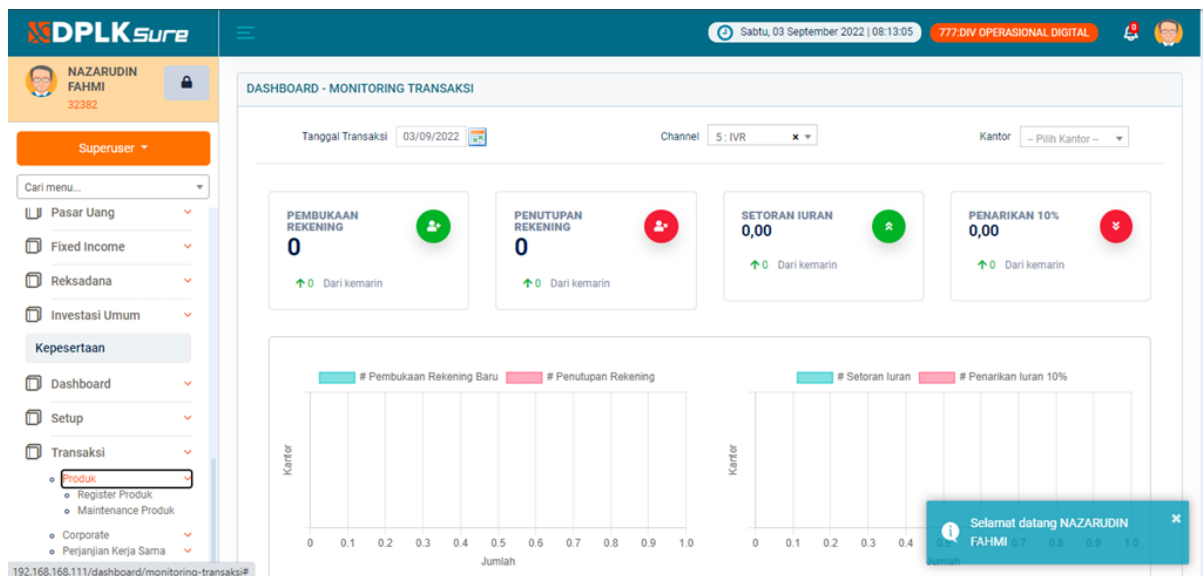 DPLKSure
Sabtu, 03 September 2022 | 08:13:05
777:DIV OPERASIONAL DIGITAL
NAZARUDIN
FAHMI
32382
Superuser
Cari menu...
Pasar Uang
Fixed Income
Reksadana
Investasi Umum
Kepesertaan
Dashboard
Setup
Transaksi
Produk
Register Produk
Maintenance Produk
Corporate
Perjanjian Kerja Sama
192.168.168.111/dashboard/monitoring-transaksi#
DASHBOARD - MONITORING TRANSAKSI
Tanggal Transaksi 03/09/2022
Channel 5 : IVR
Kantor -- Pilih Kantor --
PEMBUKAAN
REKENING
0
0 Dari kemarin
PENUTUPAN
REKENING
0
0 Dari kemarin
SETORAN IURAN
0,00
0 Dari kemarin
PENARIKAN 10%
0,00
0 Dari kemarin
# Pembukaan Rekening Baru # Penutupan Rekening
Kantor
0 0.1 0.2 0.3 0.4 0.5 0.6 0.7 0.8 0.9 1.0
Jumlah
# Setoran Iuran # Penarikan Iuran 10%
Kantor
0 0.1 0.2 0.3 0.4 0.7 0.8 0.9 1.0
Jumlah
Selamat datang NAZARUDIN
FAHMI